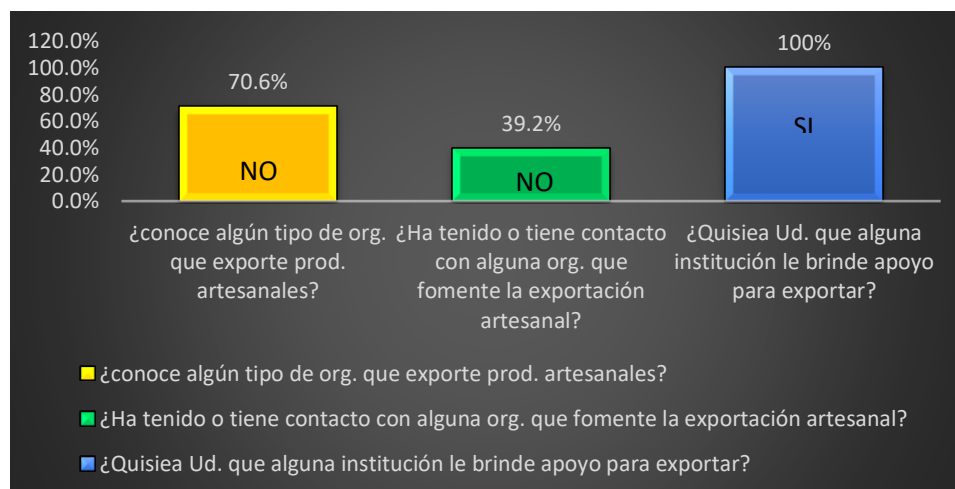 120.0%
100.0%
80.0%
60.0%
40.0%
20.0%
0.0%
70.6%
39.2%
100%
NO
NO
SI
¿conoce algún tipo de org.
que exporte prod.
artesanales?
¿Ha tenido o tiene contacto
con alguna org. que
fomente la exportación
artesanal?
¿Quisiea Ud. que alguna
institución le brinde apoyo
para exportar?
¿conoce algún tipo de org. que exporte prod. artesanales?
¿Ha tenido o tiene contacto con alguna org. que fomente la exportación artesanal?
¿Quisiea Ud. que alguna institución le brinde apoyo para exportar?